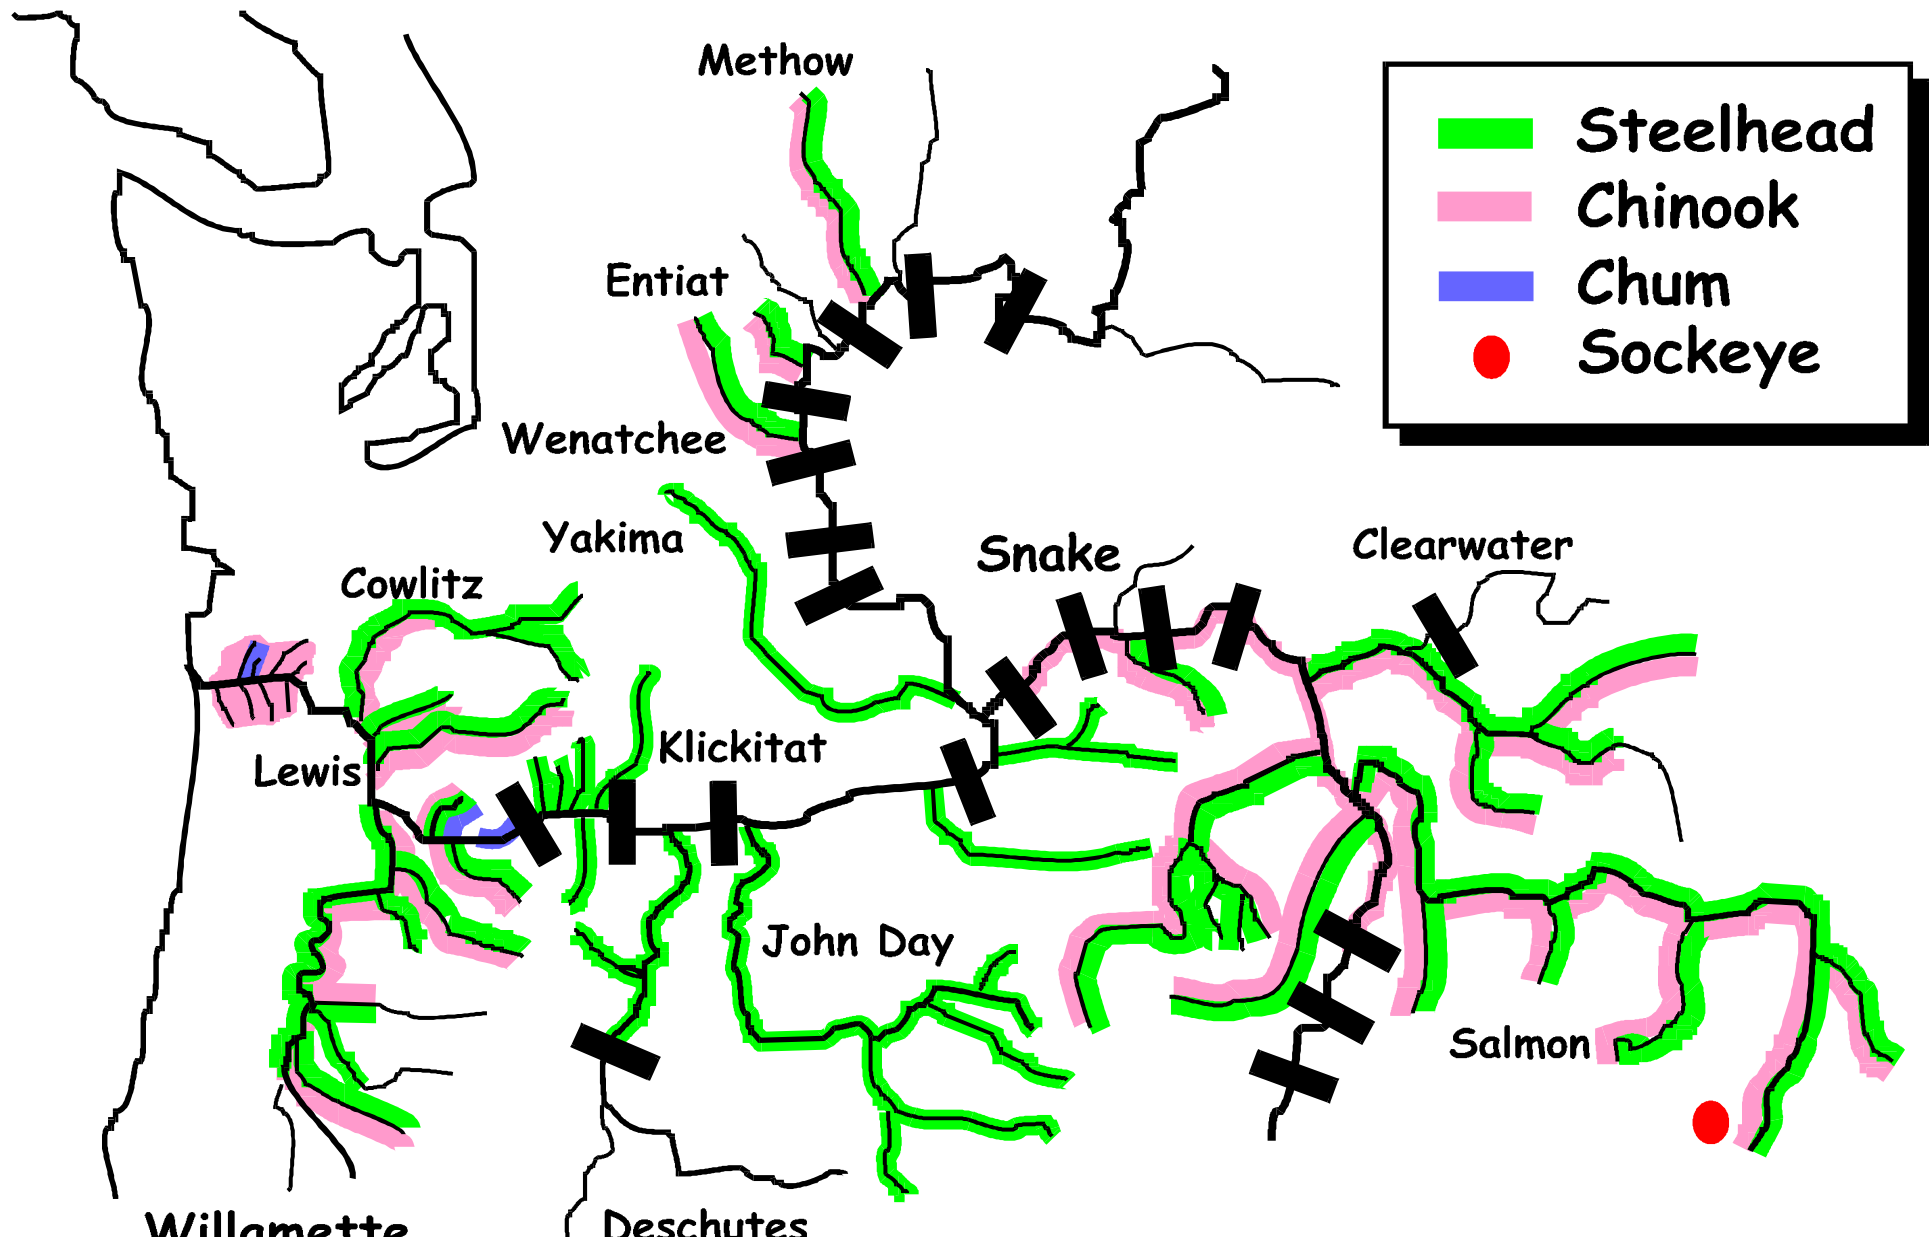 Methow
Steelhead
Chinook
Chum
Sockeye
Entiat
Wenatchee
Yakima
Snake
Clearwater
Cowlitz
Klickitat
Lewis
John Day
Salmon
Willamette
Deschutes